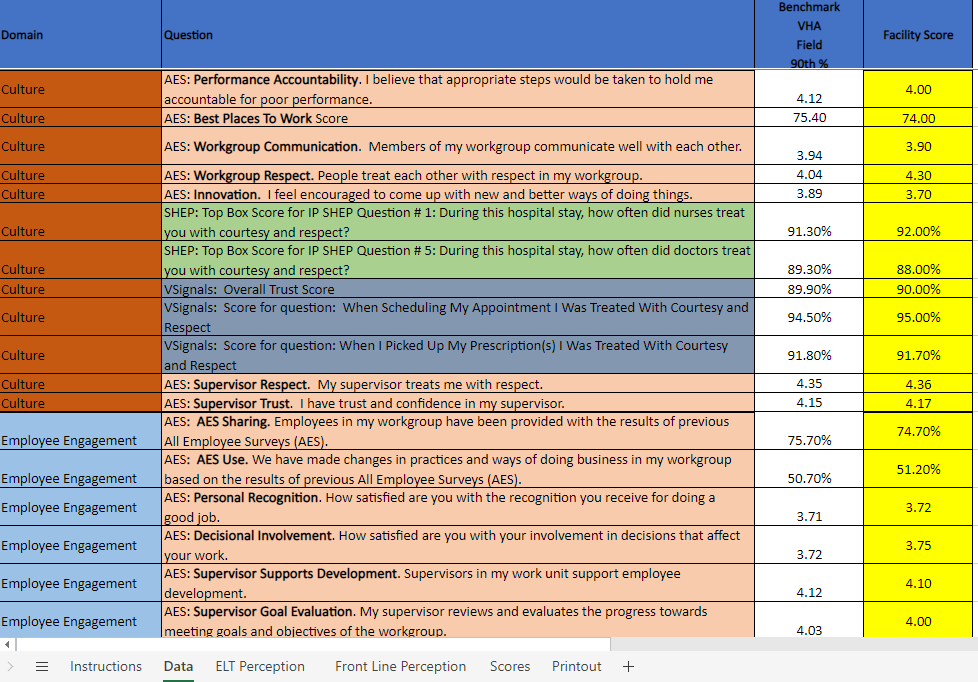 Domain
Question
Benchmark
VHA
Field
90th %
Facility Score
Culture
AES: Performance Accountability. I believe that appropriate steps would be taken to hold me
accountable for poor performance.
4.12
4.00
Culture
AES: Best Places To Work Score
75.40
74.00
Culture
AES: Workgroup Communication.  Members of my workgroup communicate well with each other.
3.94
3.90
Culture
AES: Workgroup Respect. People treat each other with respect in my workgroup.
4.04
4.30
Culture
AES: Innovation.  I feel encouraged to come up with new and better ways of doing things.
3.89
3.70
Culture
SHEP: Top Box Score for IP SHEP Question # 1: During this hospital stay, how often did nurses treat
you with courtesy and respect?
91.30%
92.00%
Culture
SHEP: Top Box Score for IP SHEP Question # 5: During this hospital stay, how often did doctors treat
you with courtesy and respect?
89.30%
88.00%
Culture
VSignals:  Overall Trust Score
89.90%
90.00%
Culture
VSignals:  Score for question:  When Scheduling My Appointment I Was Treated With Courtesy and
Respect
94.50%
95.00%
Culture
VSignals:  Score for question: When I Picked Up My Prescription(s) I Was Treated With Courtesy
and Respect
91.80%
91.70%
Culture
AES: Supervisor Respect.  My supervisor treats me with respect.
4.35
4.36
Culture
AES: Supervisor Trust.  I have trust and confidence in my supervisor.
4.15
4.17
Employee Engagement
AES:  AES Sharing. Employees in my workgroup have been provided with the results of previous
All Employee Surveys (AES).
75.70%
74.70%
Employee Engagement
AES:  AES Use. We have made changes in practices and ways of doing business in my workgroup
based on the results of previous All Employee Surveys (AES).
50.70%
51.20%
Employee Engagement
AES: Personal Recognition. How satisfied are you with the recognition you receive for doing a
good job.
3.71
3.72
Employee Engagement
AES: Decisional Involvement. How satisfied are you with your involvement in decisions that affect
your work.
3.72
3.75
Employee Engagement
AES: Supervisor Supports Development. Supervisors in my work unit support employee
development.
4.12
4.10
Employee Engagement
AES: Supervisor Goal Evaluation. My supervisor reviews and evaluates the progress towards
meeting goals and objectives of the workgroup.
4.03
4.00
Instructions
Data
ELT Perception
Front Line Perception
Scores
Printout